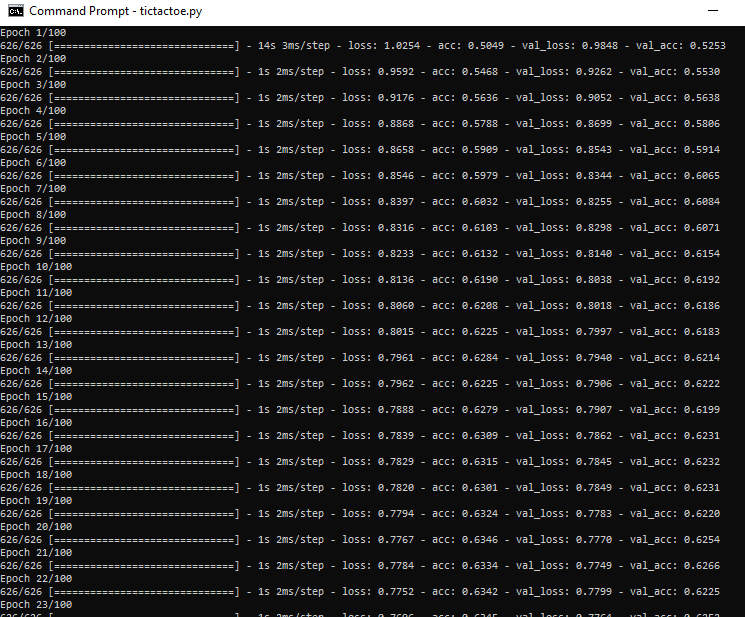 Command Prompt - tictactoe.py
Epoch 1/100
626/626 [==============================] - 14s 3ms/step - loss: 1.0254 - acc: 0.5049 - val_loss: 0.9848 - val_acc: 0.5253
Epoch 2/100
626/626 [==============================] - 1s 2ms/step - loss: 0.9592 - acc: 0.5468 - val_loss: 0.9262 - val_acc: 0.5530
Epoch 3/100
626/626 [==============================] - 1s 2ms/step - loss: 0.9176 - acc: 0.5636 - val_loss: 0.9052 - val_acc: 0.5638
Epoch 4/100
626/626 [==============================] - 1s 2ms/step - loss: 0.8868 - acc: 0.5788 - val_loss: 0.8699 - val_acc: 0.5806
Epoch 5/100
626/626 [==============================] - 1s 2ms/step - loss: 0.8658 - acc: 0.5909 - val_loss: 0.8543 - val_acc: 0.5914
Epoch 6/100
626/626 [==============================] - 1s 2ms/step - loss: 0.8546 - acc: 0.5979 - val_loss: 0.8344 - val_acc: 0.6065
Epoch 7/100
626/626 [==============================] - 1s 2ms/step - loss: 0.8397 - acc: 0.6032 - val_loss: 0.8255 - val_acc: 0.6084
Epoch 8/100
626/626 [==============================] - 1s 2ms/step - loss: 0.8316 - acc: 0.6103 - val_loss: 0.8298 - val_acc: 0.6071
Epoch 9/100
626/626 [==============================] - 1s 2ms/step - loss: 0.8233 - acc: 0.6132 - val_loss: 0.8140 - val_acc: 0.6154
Epoch 10/100
626/626 [==============================] - 1s 2ms/step - loss: 0.8136 - acc: 0.6190 - val_loss: 0.8038 - val_acc: 0.6192
Epoch 11/100
626/626 [==============================] - 1s 2ms/step - loss: 0.8060 - acc: 0.6208 - val_loss: 0.8018 - val_acc: 0.6186
Epoch 12/100
626/626 [==============================] - 1s 2ms/step - loss: 0.8015 - acc: 0.6225 - val_loss: 0.7997 - val_acc: 0.6183
Epoch 13/100
626/626 [==============================] - 1s 2ms/step - loss: 0.7961 - acc: 0.6284 - val_loss: 0.7940 - val_acc: 0.6214
Epoch 14/100
626/626 [==============================] - 1s 2ms/step - loss: 0.7962 - acc: 0.6225 - val_loss: 0.7906 - val_acc: 0.6222
Epoch 15/100
626/626 [==============================] - 1s 2ms/step - loss: 0.7888 - acc: 0.6279 - val_loss: 0.7907 - val_acc: 0.6199
Epoch 16/100
626/626 [==============================] - 1s 2ms/step - loss: 0.7839 - acc: 0.6309 - val_loss: 0.7862 - val_acc: 0.6231
Epoch 17/100
626/626 [==============================] - 1s 2ms/step - loss: 0.7829 - acc: 0.6315 - val_loss: 0.7845 - val_acc: 0.6232
Epoch 18/100
626/626 [==============================] - 1s 2ms/step - loss: 0.7820 - acc: 0.6301 - val_loss: 0.7849 - val_acc: 0.6231
Epoch 19/100
626/626 [==============================] - 1s 2ms/step - loss: 0.7794 - acc: 0.6324 - val_loss: 0.7783 - val_acc: 0.6220
Epoch 20/100
626/626 [==============================] - 1s 2ms/step - loss: 0.7767 - acc: 0.6346 - val_loss: 0.7770 - val_acc: 0.6254
Epoch 21/100
626/626 [==============================] - 1s 2ms/step - loss: 0.7784 - acc: 0.6334 - val_loss: 0.7749 - val_acc: 0.6266
Epoch 22/100
626/626 [==============================] - 1s 2ms/step - loss: 0.7752 - acc: 0.6342 - val_loss: 0.7799 - val_acc: 0.6225
Epoch 23/100